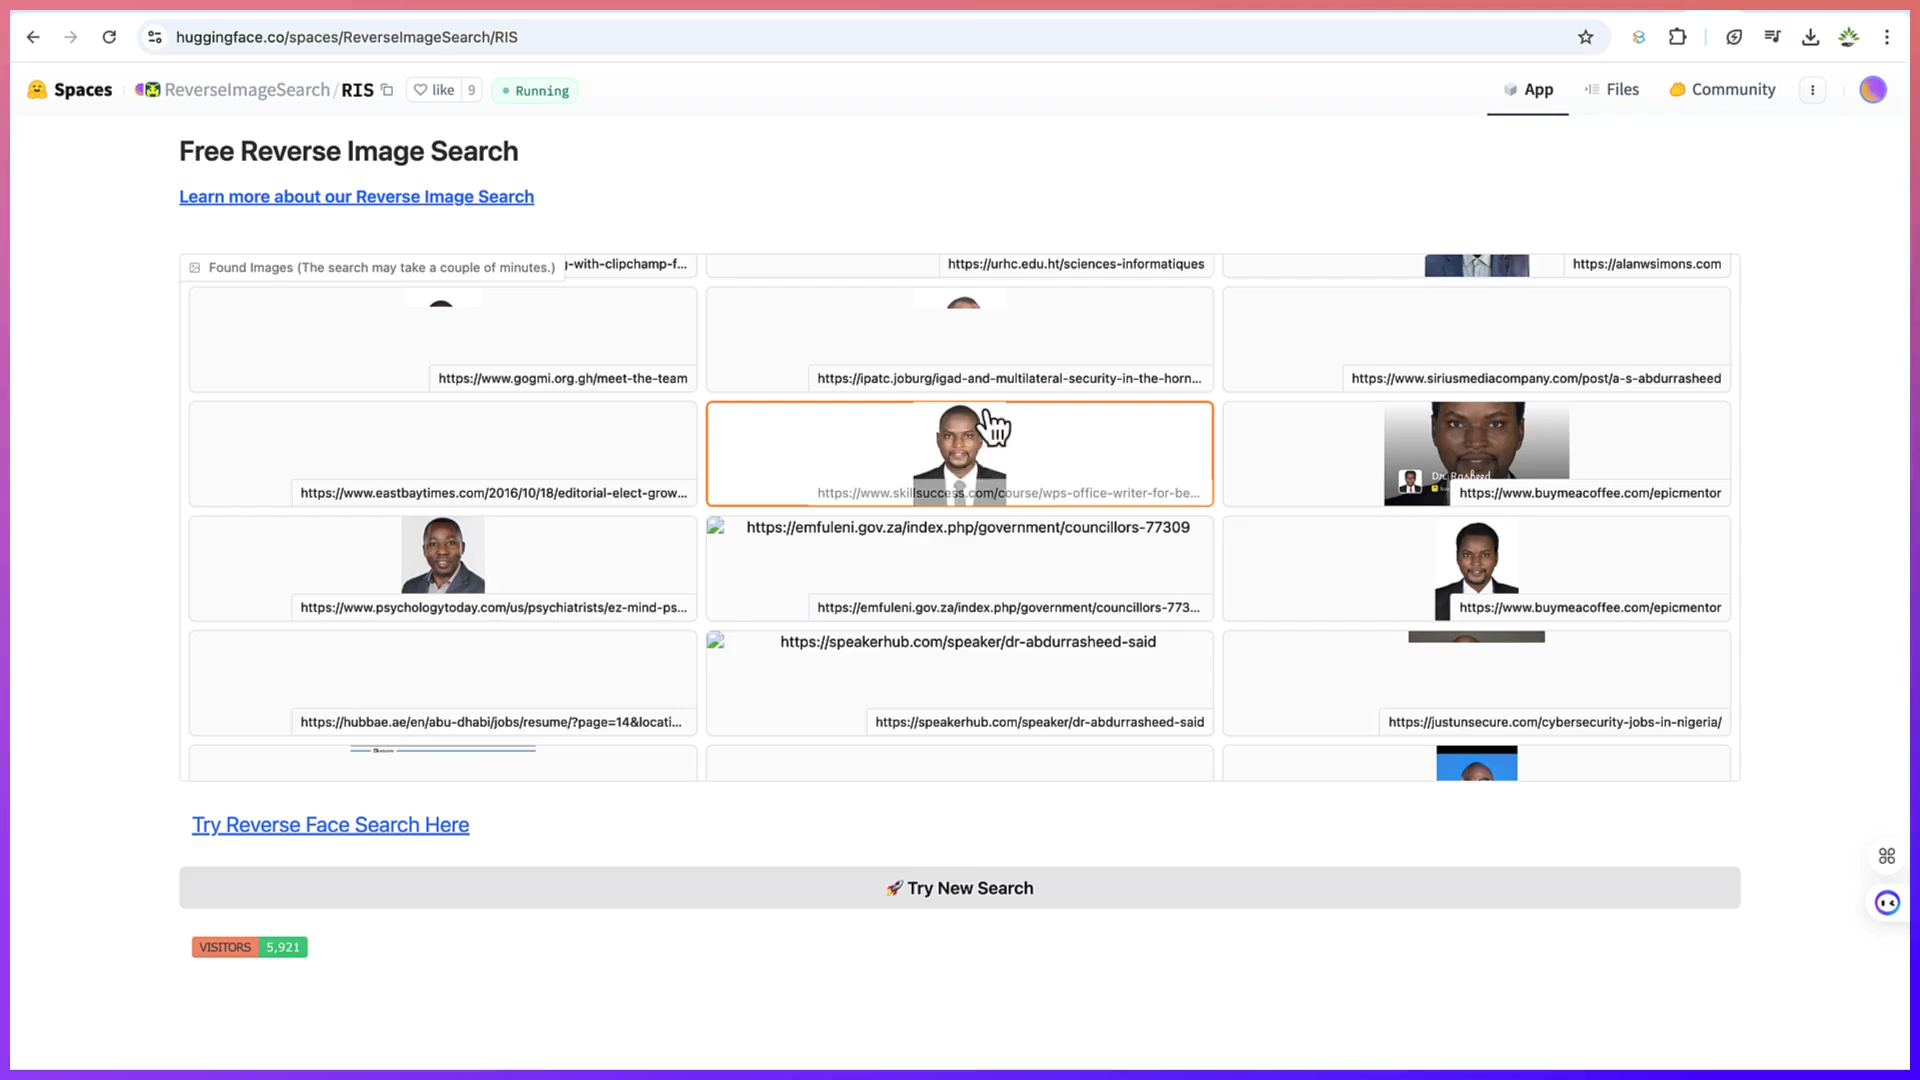 huggingface.co/spaces/ReverseImageSearch/RIS
Spaces
ReverseImageSearch / RIS
like 9
Running
App
Files
Community
Free Reverse Image Search
Learn more about our Reverse Image Search
Found Images (The search may take a couple of minutes.)
g-with-clipchamp-f...
https://urhc.edu.ht/sciences-informatiques
https://alanwsimons.com
https://www.gogmi.org.gh/meet-the-team
https://ipatc.joburg/igad-and-multilateral-security-in-the-horn...
https://www.siriusmediacompany.com/post/a-s-abdurrasheed
https://www.eastbaytimes.com/2016/10/18/editorial-elect-grow...
https://www.skillsuccess.com/course/wps-office-writer-for-be...
Dr. Rasheed
https://www.buymeacoffee.com/epicmentor
https://www.psychologytoday.com/us/psychiatrists/ez-mind-ps...
https://emfuleni.gov.za/index.php/government/councillors-77309
https://emfuleni.gov.za/index.php/government/councillors-773...
https://www.buymeacoffee.com/epicmentor
https://hubbae.ae/en/abu-dhabi/jobs/resume/?page=14&locati...
https://speakerhub.com/speaker/dr-abdurrasheed-said
https://speakerhub.com/speaker/dr-abdurrasheed-said
https://justunsecure.com/cybersecurity-jobs-in-nigeria/
Try Reverse Face Search Here
🚀 Try New Search
VISITORS 5,921